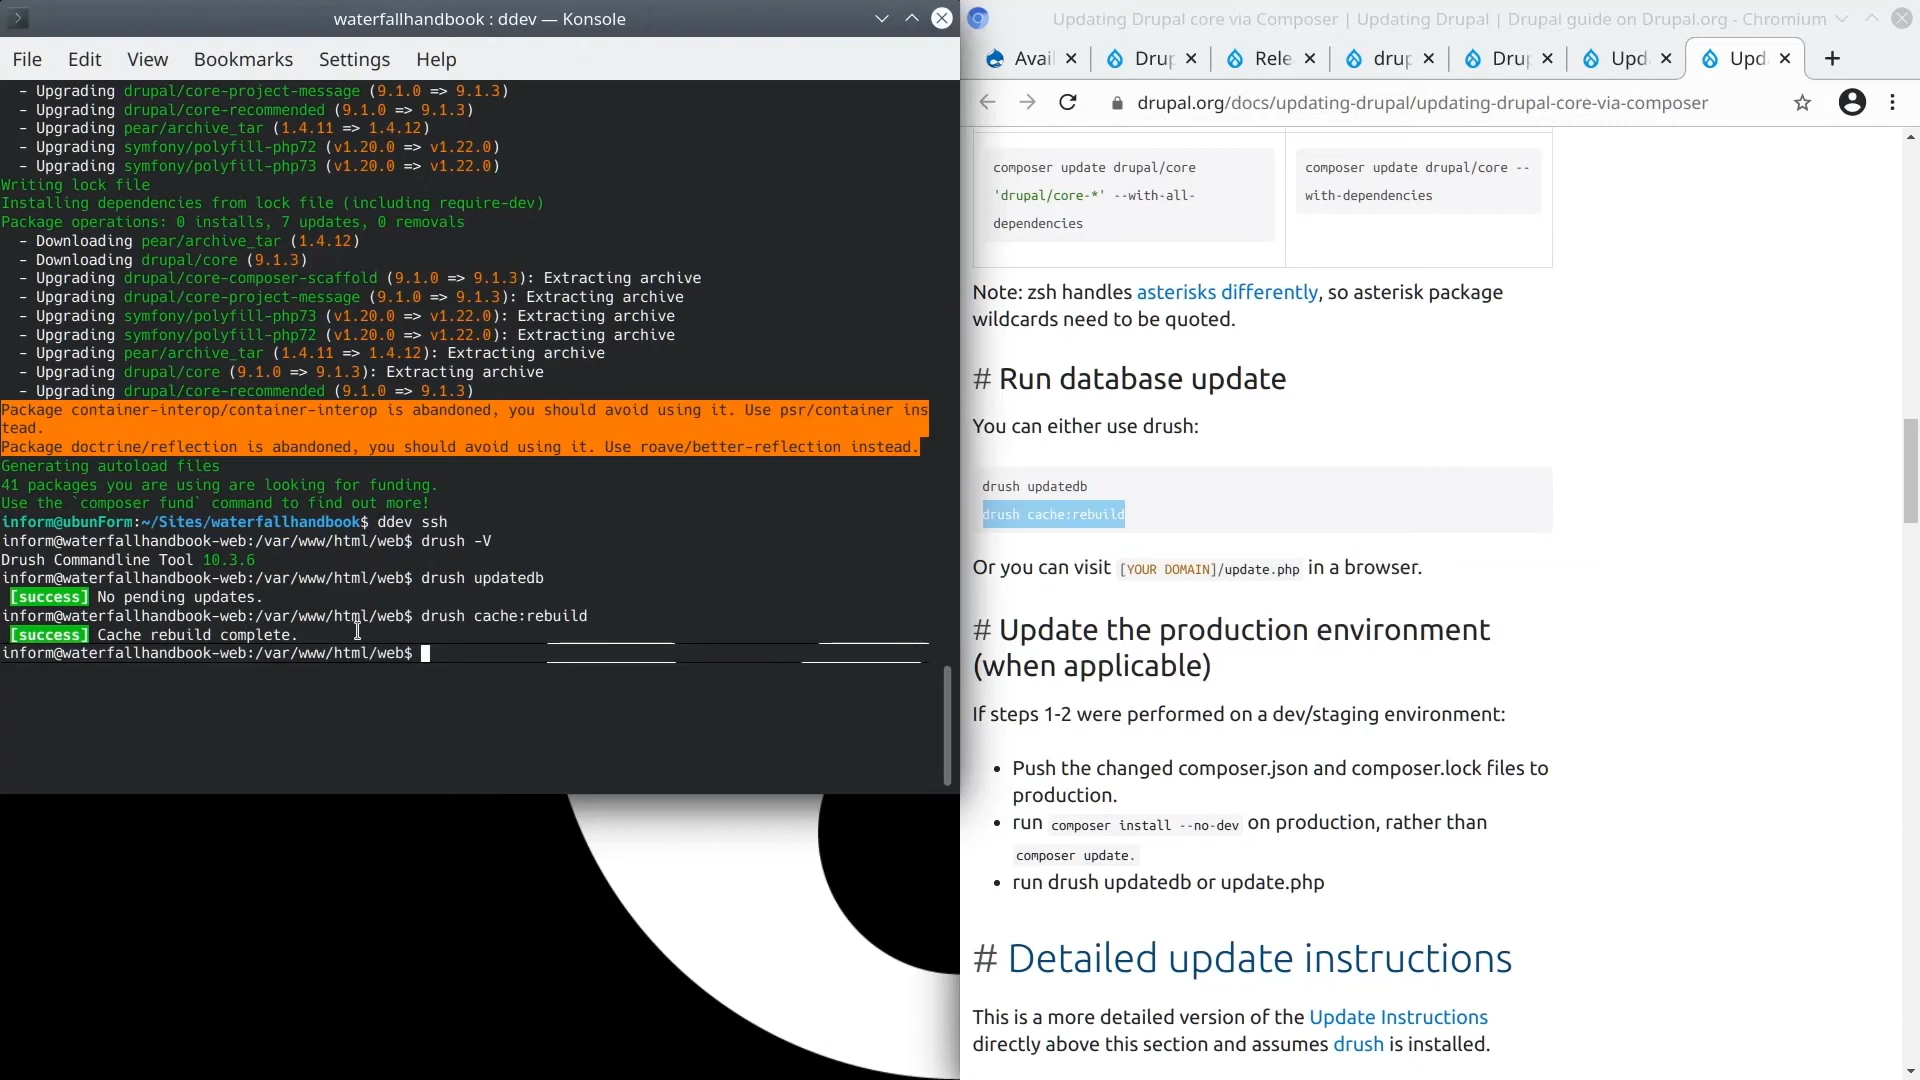 waterfallhandbook : ddev — Konsole
File Edit View Bookmarks Settings Help
- Upgrading drupal/core-project-message (9.1.0 => 9.1.3)
- Upgrading drupal/core-recommended (9.1.0 => 9.1.3)
- Upgrading pear/archive_tar (1.4.11 => 1.4.12)
- Upgrading symfony/polyfill-php72 (v1.20.0 => v1.22.0)
- Upgrading symfony/polyfill-php73 (v1.20.0 => v1.22.0)
Writing lock file
Installing dependencies from lock file (including require-dev)
Package operations: 0 installs, 7 updates, 0 removals
- Downloading pear/archive_tar (1.4.12)
- Downloading drupal/core (9.1.3)
- Upgrading drupal/core-composer-scaffold (9.1.0 => 9.1.3): Extracting archive
- Upgrading drupal/core-project-message (9.1.0 => 9.1.3): Extracting archive
- Upgrading symfony/polyfill-php73 (v1.20.0 => v1.22.0): Extracting archive
- Upgrading symfony/polyfill-php72 (v1.20.0 => v1.22.0): Extracting archive
- Upgrading pear/archive_tar (1.4.11 => 1.4.12): Extracting archive
- Upgrading drupal/core (9.1.0 => 9.1.3): Extracting archive
- Upgrading drupal/core-recommended (9.1.0 => 9.1.3)
Package container-interop/container-interop is abandoned, you should avoid using it. Use psr/container ins
tead.
Package doctrine/reflection is abandoned, you should avoid using it. Use roave/better-reflection instead.
Generating autoload files
41 packages you are using are looking for funding.
Use the `composer fund` command to find out more!
inform@ubunForm:~/Sites/waterfallhandbook$ ddev ssh
inform@waterfallhandbook-web:/var/www/html/web$ drush -V
Drush Commandline Tool 10.3.6
inform@waterfallhandbook-web:/var/www/html/web$ drush updatedb
[success] No pending updates.
inform@waterfallhandbook-web:/var/www/html/web$ drush cache:rebuild
[success] Cache rebuild complete.
inform@waterfallhandbook-web:/var/www/html/web$
Updating Drupal core via Composer | Updating Drupal | Drupal guide on Drupal.org - Chromium
Avai Drup Rele drup Drup Upd Upd
drupal.org/docs/updating-drupal/updating-drupal-core-via-composer
composer update drupal/core
'drupal/core-*' --with-all-
dependencies
composer update drupal/core --
with-dependencies
Note: zsh handles asterisks differently, so asterisk package
wildcards need to be quoted.
# Run database update
You can either use drush:
drush updatedb
drush cache:rebuild
Or you can visit [YOUR DOMAIN]/update.php in a browser.
# Update the production environment
(when applicable)
If steps 1-2 were performed on a dev/staging environment:
• Push the changed composer.json and composer.lock files to
production.
• run composer install --no-dev on production, rather than
composer update.
• run drush updatedb or update.php
# Detailed update instructions
This is a more detailed version of the Update Instructions
directly above this section and assumes drush is installed.